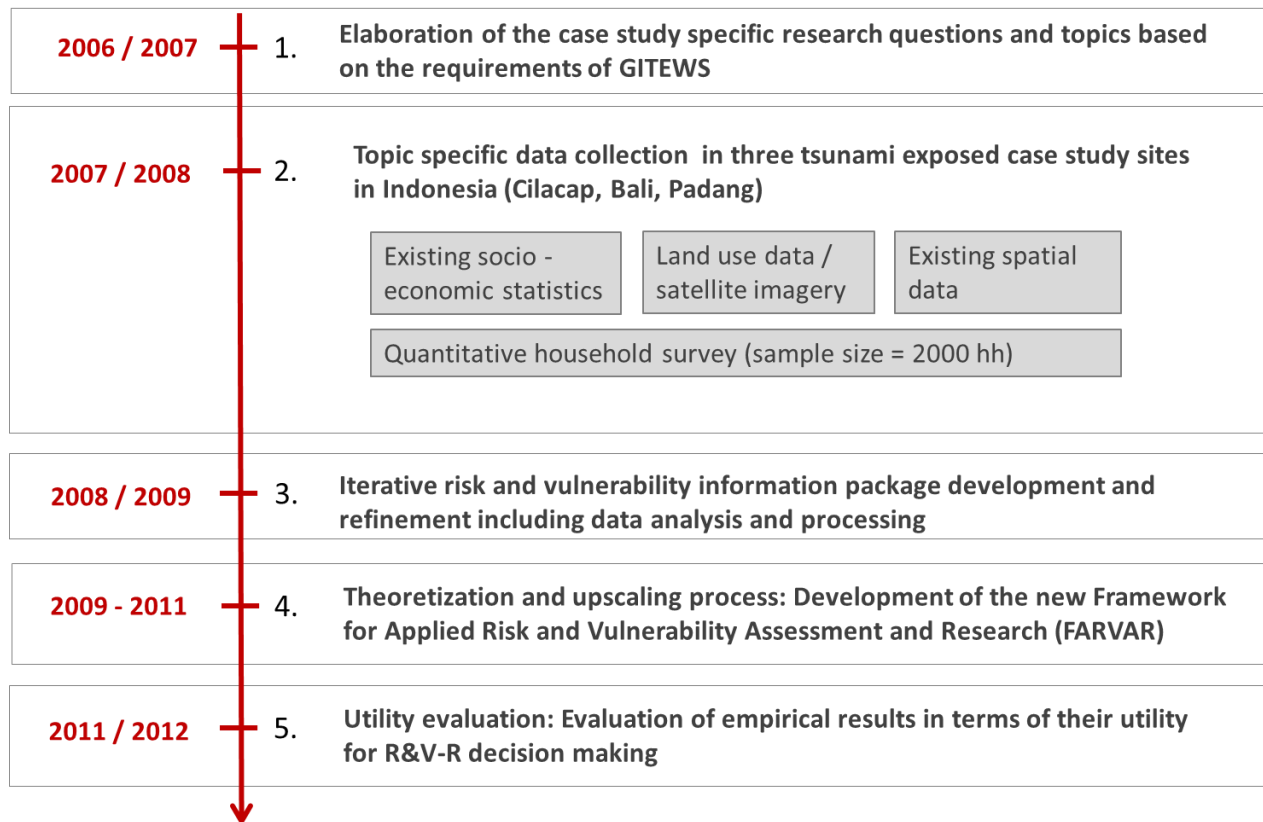 2006 / 2007
1.
Elaboration of the case study specific research questions and topics based
on the requirements of GITEWS
2007 / 2008
2.
Topic specific data collection  in three tsunami exposed case study sites
in Indonesia (Cilacap, Bali, Padang)
Existing socio -
economic statistics
Land use data /
satellite imagery
Existing spatial
data
Quantitative household survey (sample size = 2000 hh)
2008 / 2009
3.
Iterative risk and vulnerability information package development and
refinement including data analysis and processing
2009 - 2011
4.
Theoretization and upscaling process: Development of the new Framework
for Applied Risk and Vulnerability Assessment and Research (FARVAR)
2011 / 2012
5.
Utility evaluation: Evaluation of empirical results in terms of their utility
for R&V-R decision making